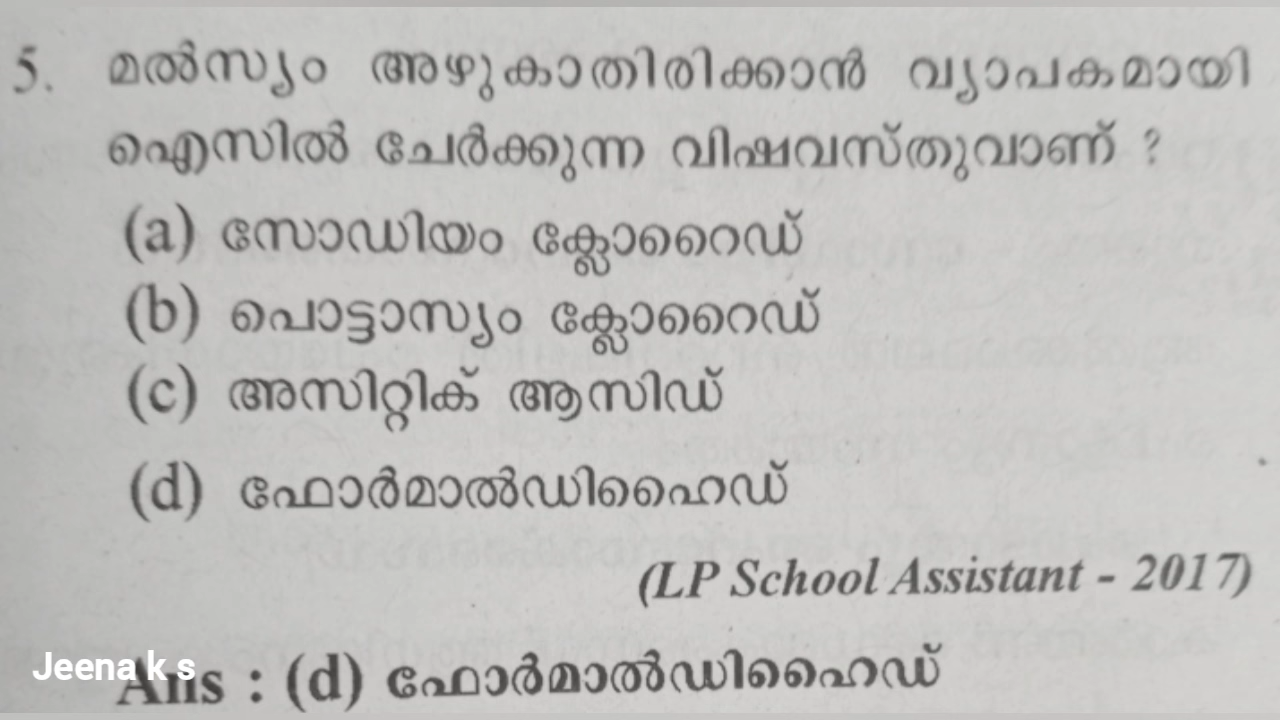 5. മൽസ്യം അഴുകാതിരിക്കാൻ വ്യാപകമായി
ഐസിൽ ചേർക്കുന്ന വിഷവസ്തുവാണ് ?
(a) സോഡിയം ക്ലോറൈഡ്
(b) പൊട്ടാസ്യം ക്ലോറൈഡ്
(c) അസിറ്റിക് ആസിഡ്
(d) ഫോർമാൽഡിഹൈഡ്
(LP School Assistant - 2017)
Ans : (d) ഫോർമാൽഡിഹൈഡ്
Jeena k s